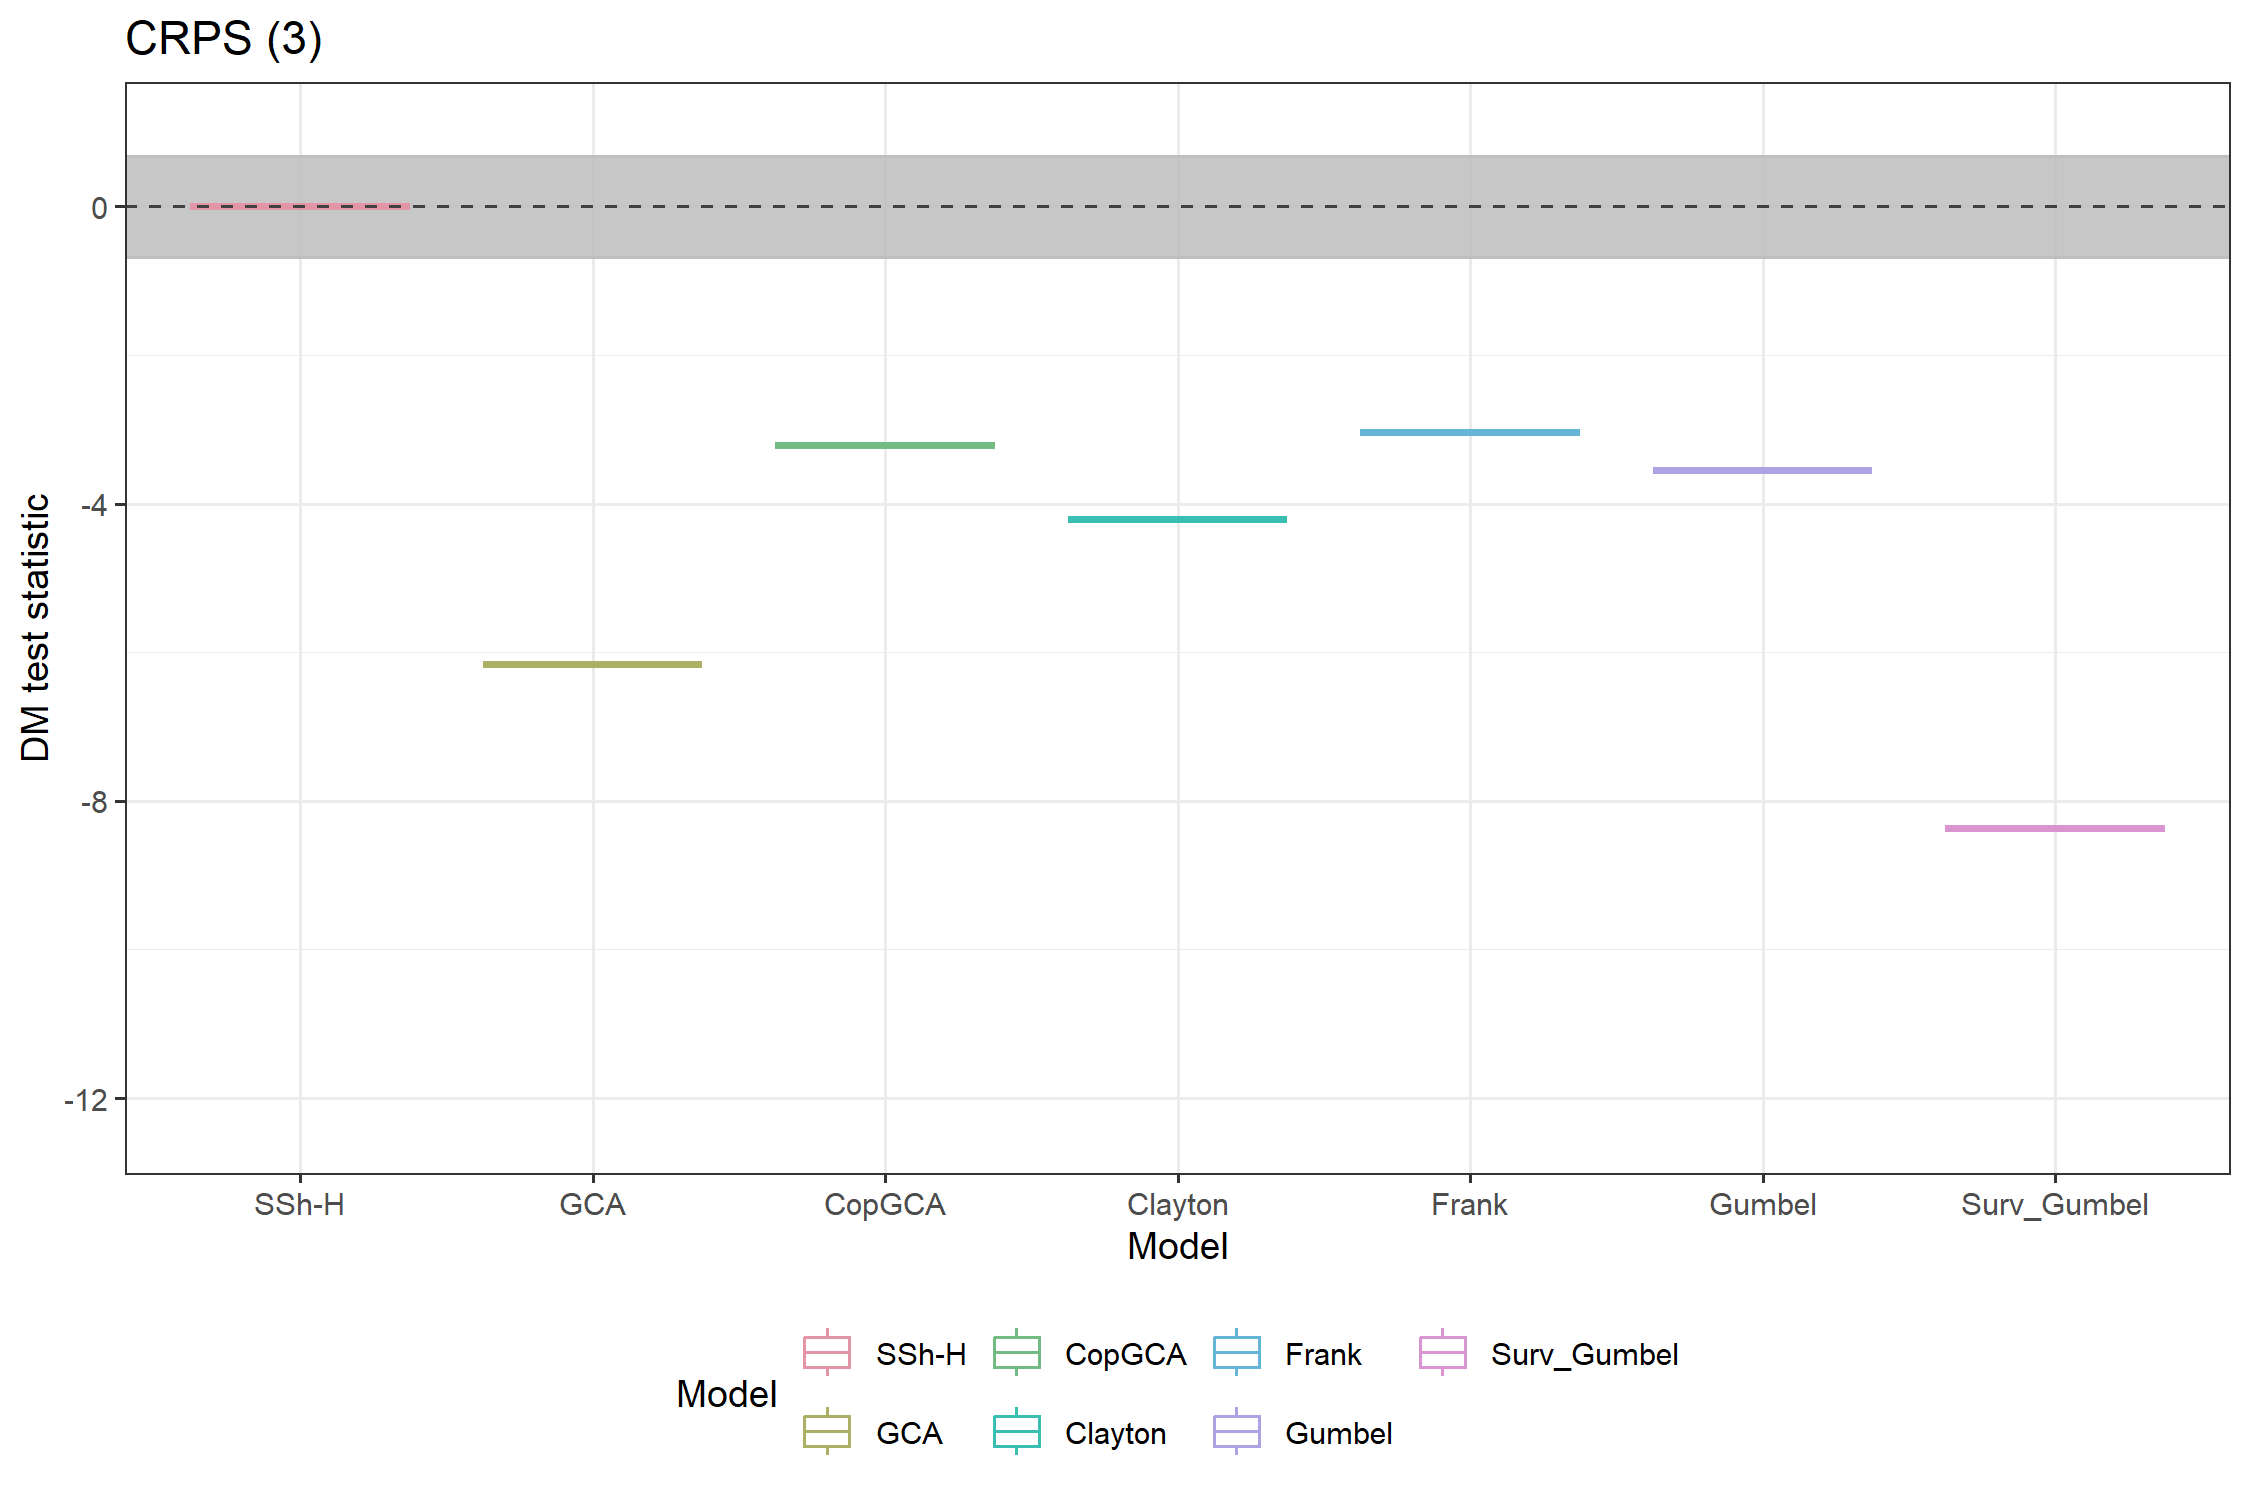 CRPS (3)
DM test statistic
0
-4
-8
-12
SSh-H GCA CopGCA Clayton Frank Gumbel Surv_Gumbel
Model
Model
SSh-H CopGCA Frank Surv_Gumbel
GCA Clayton Gumbel